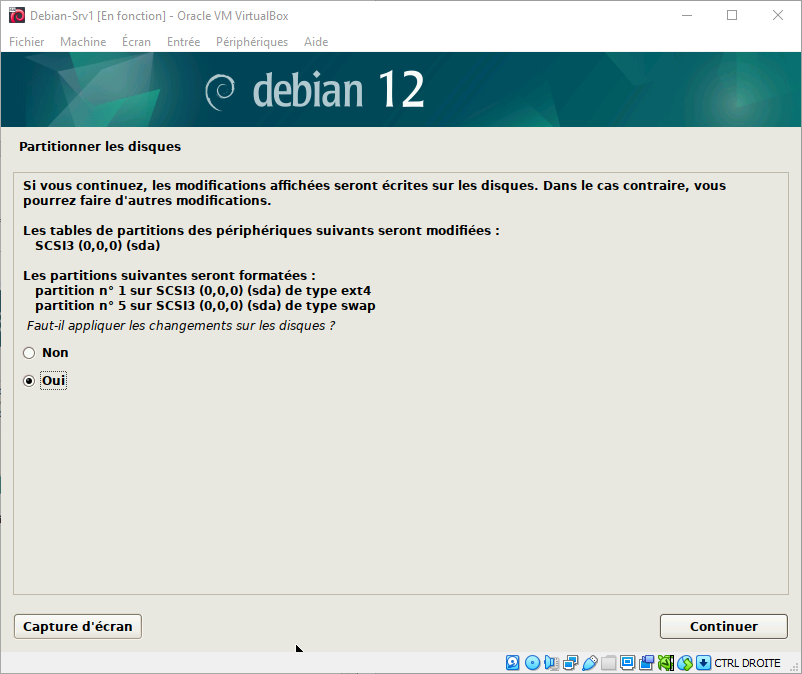 Debian-Srv1 [En fonction] - Oracle VM VirtualBox
Fichier Machine Écran Entrée Périphériques Aide
debian 12
Partitionner les disques
Si vous continuez, les modifications affichées seront écrites sur les disques. Dans le cas contraire, vous
pourrez faire d'autres modifications.
Les tables de partitions des périphériques suivants seront modifiées :
SCSI3 (0,0,0) (sda)
Les partitions suivantes seront formatées :
partition n° 1 sur SCSI3 (0,0,0) (sda) de type ext4
partition n° 5 sur SCSI3 (0,0,0) (sda) de type swap
Faut-il appliquer les changements sur les disques ?
Non
Oui
Capture d'écran Continuer
CTRL DROITE